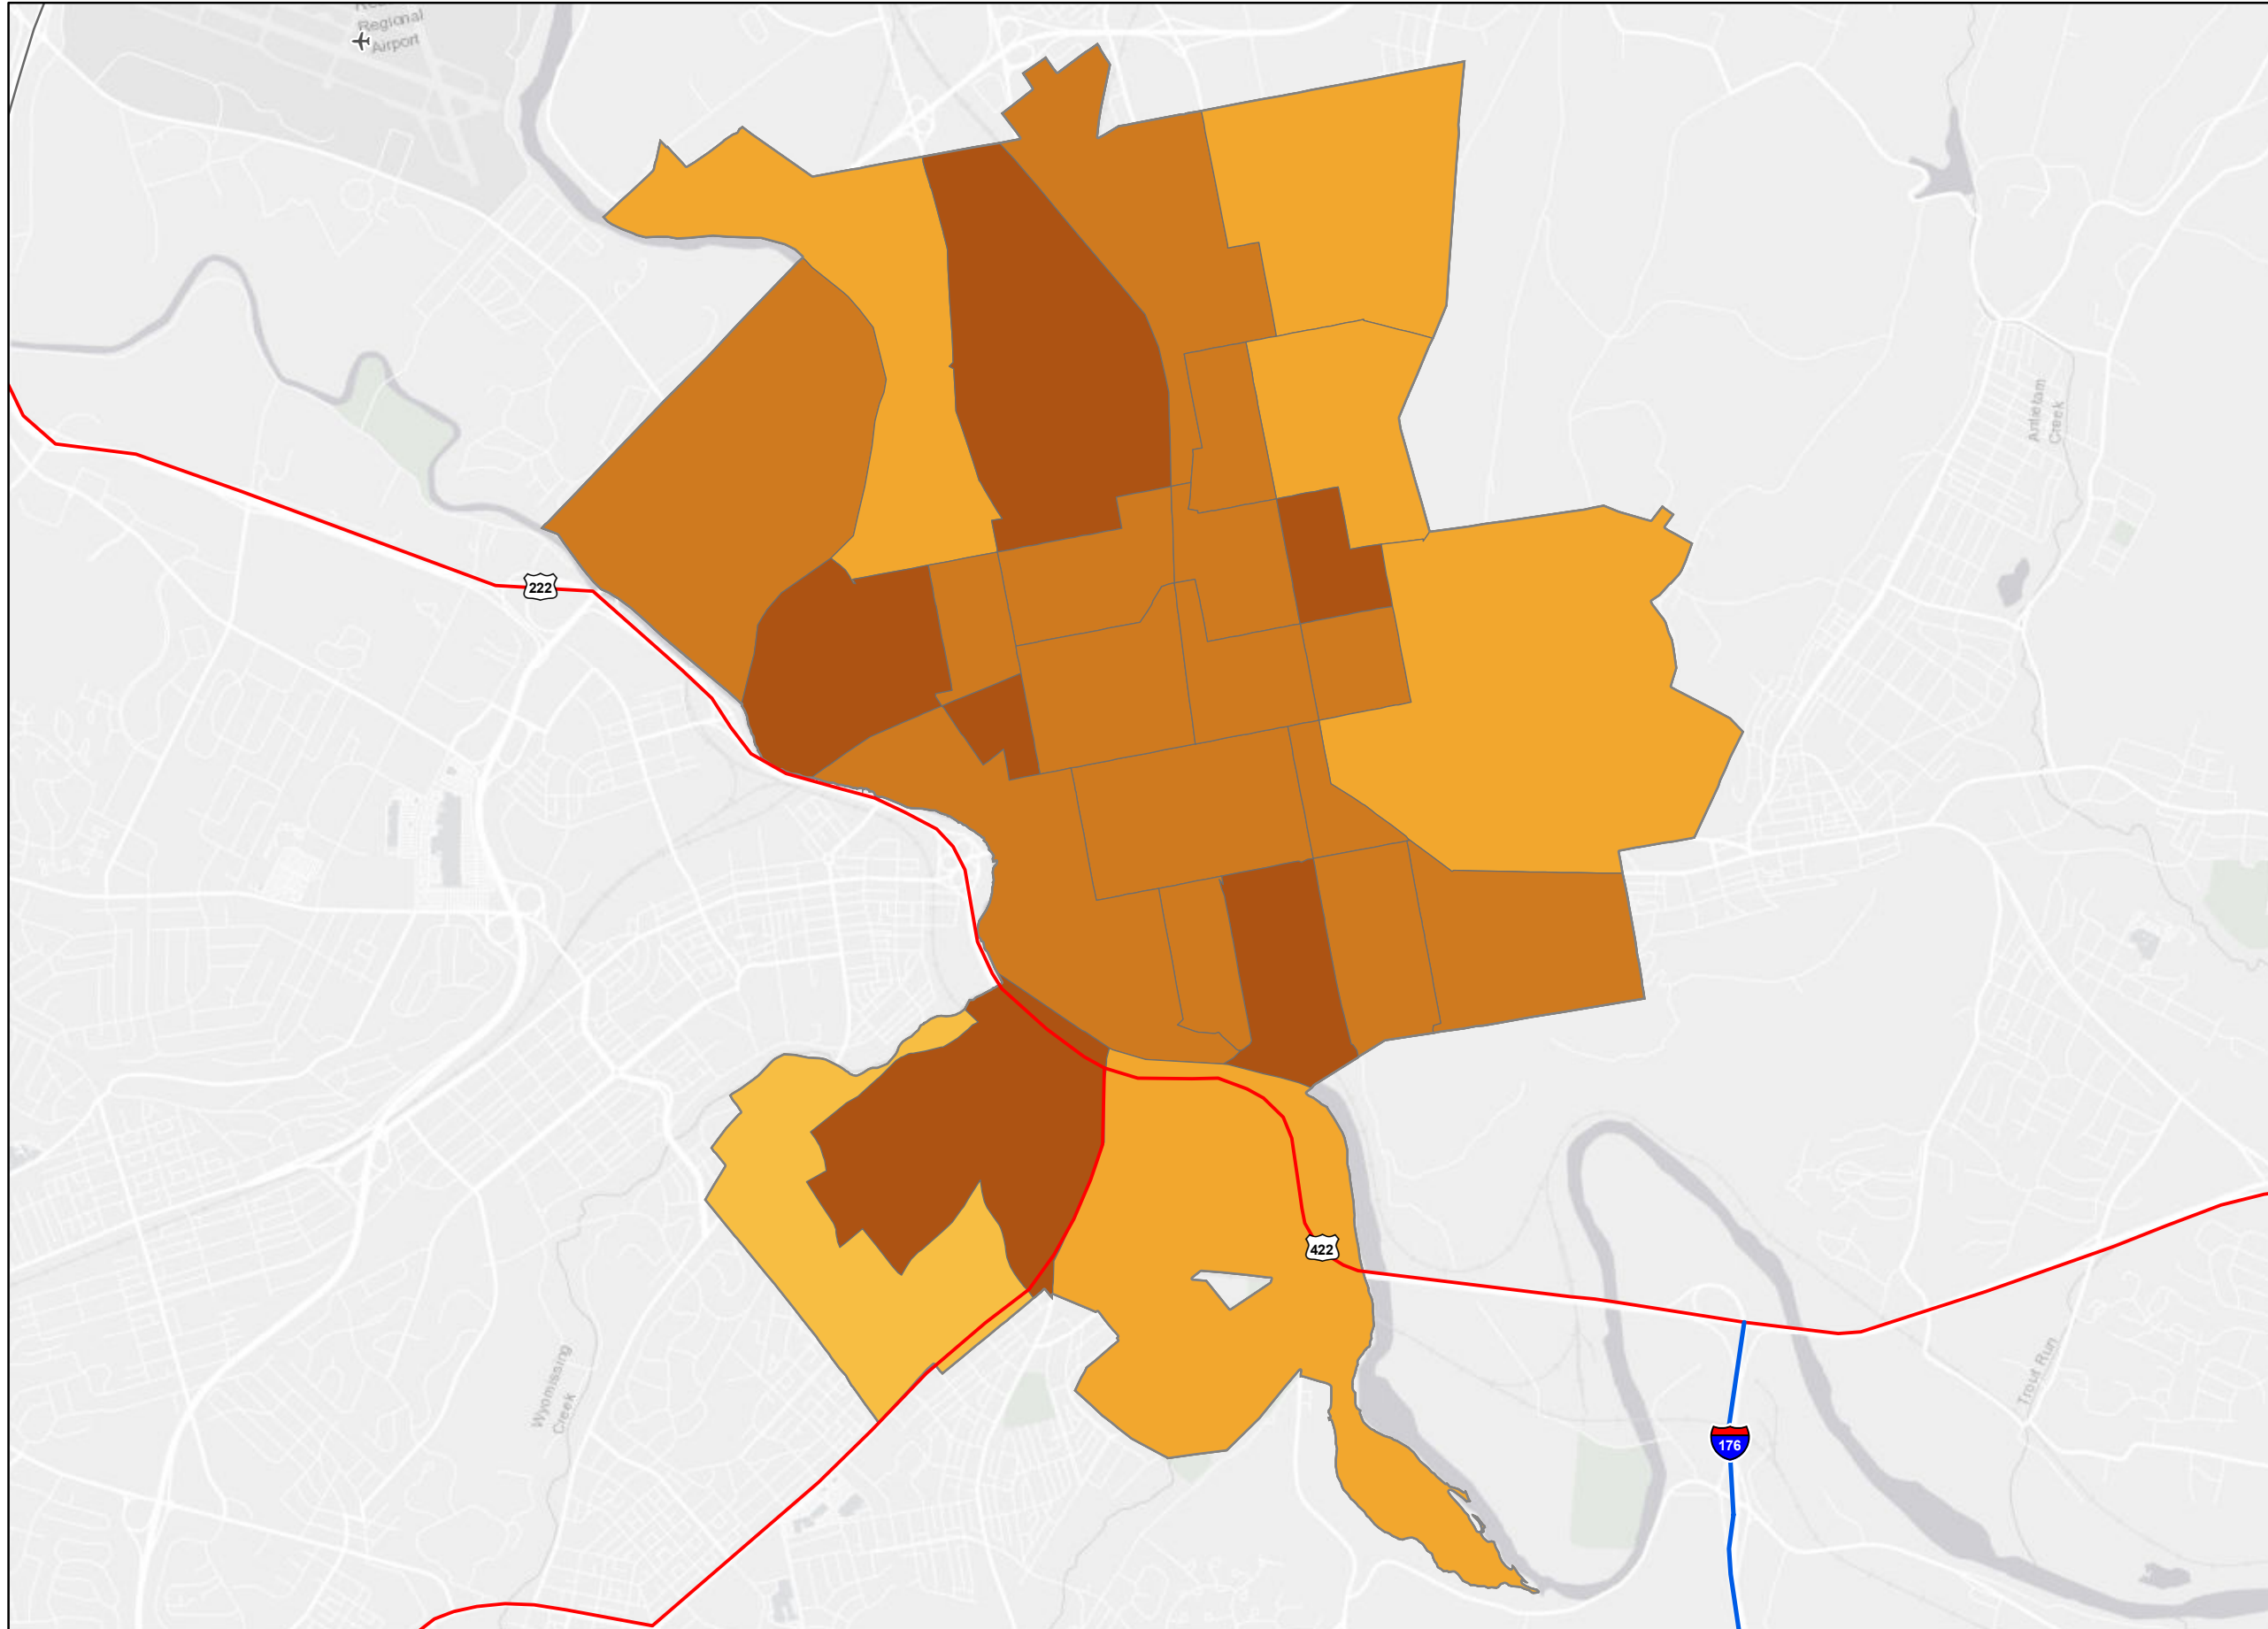 Regional
Airport
Antietam
Creek
222
422
Wyomissing
Creek
Trout Run
176